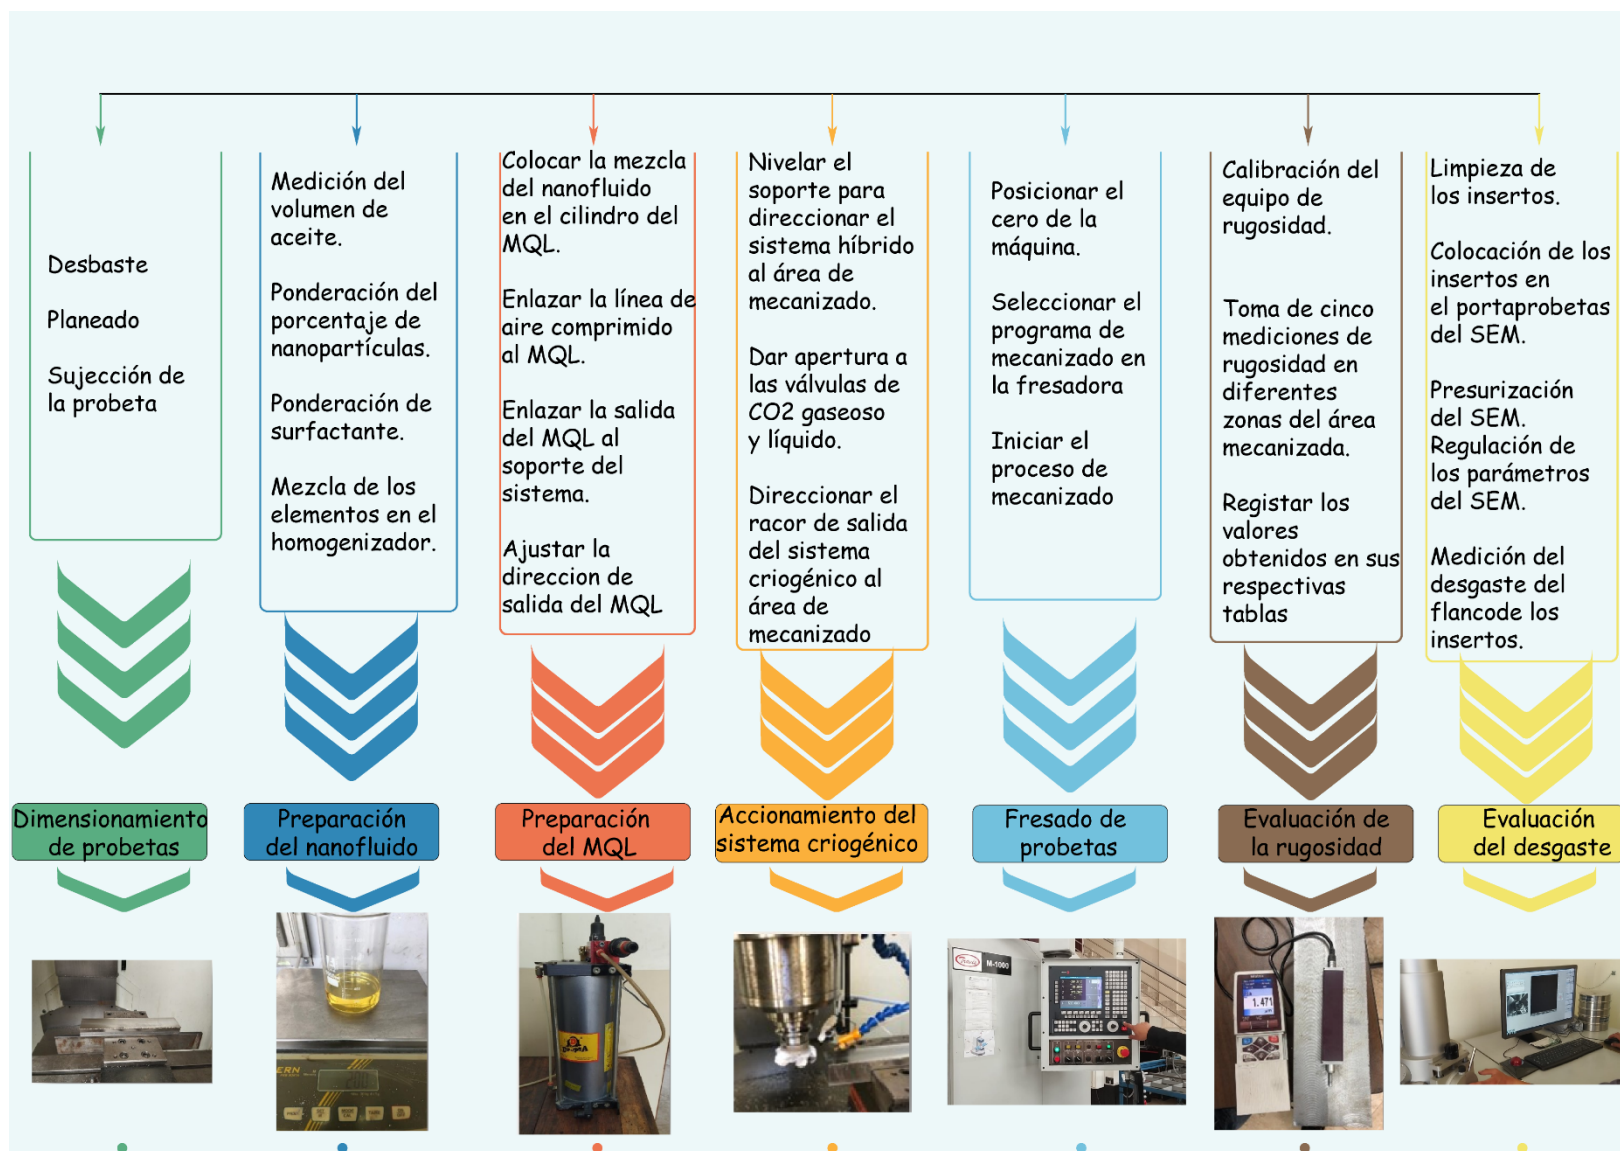 Desbaste
Planeado
Sujección de
la probeta
Dimensionamiento
de probetas
Medición del
volumen de
aceite.
Ponderación del
porcentaje de
nanopartículas.
Ponderación de
surfactante.
Mezcla de los
elementos en el
homogenizador.
Preparación
del nanofluido
Colocar la mezcla
del nanofluido
en el cilindro del
MQL.
Enlazar la línea de
aire comprimido
al MQL.
Enlazar la salida
del MQL al
soporte del
sistema.
Ajustar la
direccion de
salida del MQL
Preparación
del MQL
Nivelar el
soporte para
direccionar el
sistema híbrido
al área de
mecanizado.
Dar apertura a
las válvulas de
CO2 gaseoso
y líquido.
Direccionar el
racor de salida
del sistema
criogénico al
área de
mecanizado
Accionamiento del
sistema criogénico
Posicionar el
cero de la
máquina.
Seleccionar el
programa de
mecanizado en
la fresadora
Iniciar el
proceso de
mecanizado
Fresado de
probetas
M-1000
Calibración del
equipo de
rugosidad.
Toma de cinco
mediciones de
rugosidad en
diferentes
zonas del área
mecanizada.
Registar los
valores
obtenidos en sus
respectivas
tablas
Evaluación de
la rugosidad
1.471
Limpieza de
los insertos.
Colocación de los
insertos en
el portaprobetas
del SEM.
Presurización
del SEM.
Regulación de
los parámetros
del SEM.
Medición del
desgaste del
flancode los
insertos.
Evaluación
del desgaste